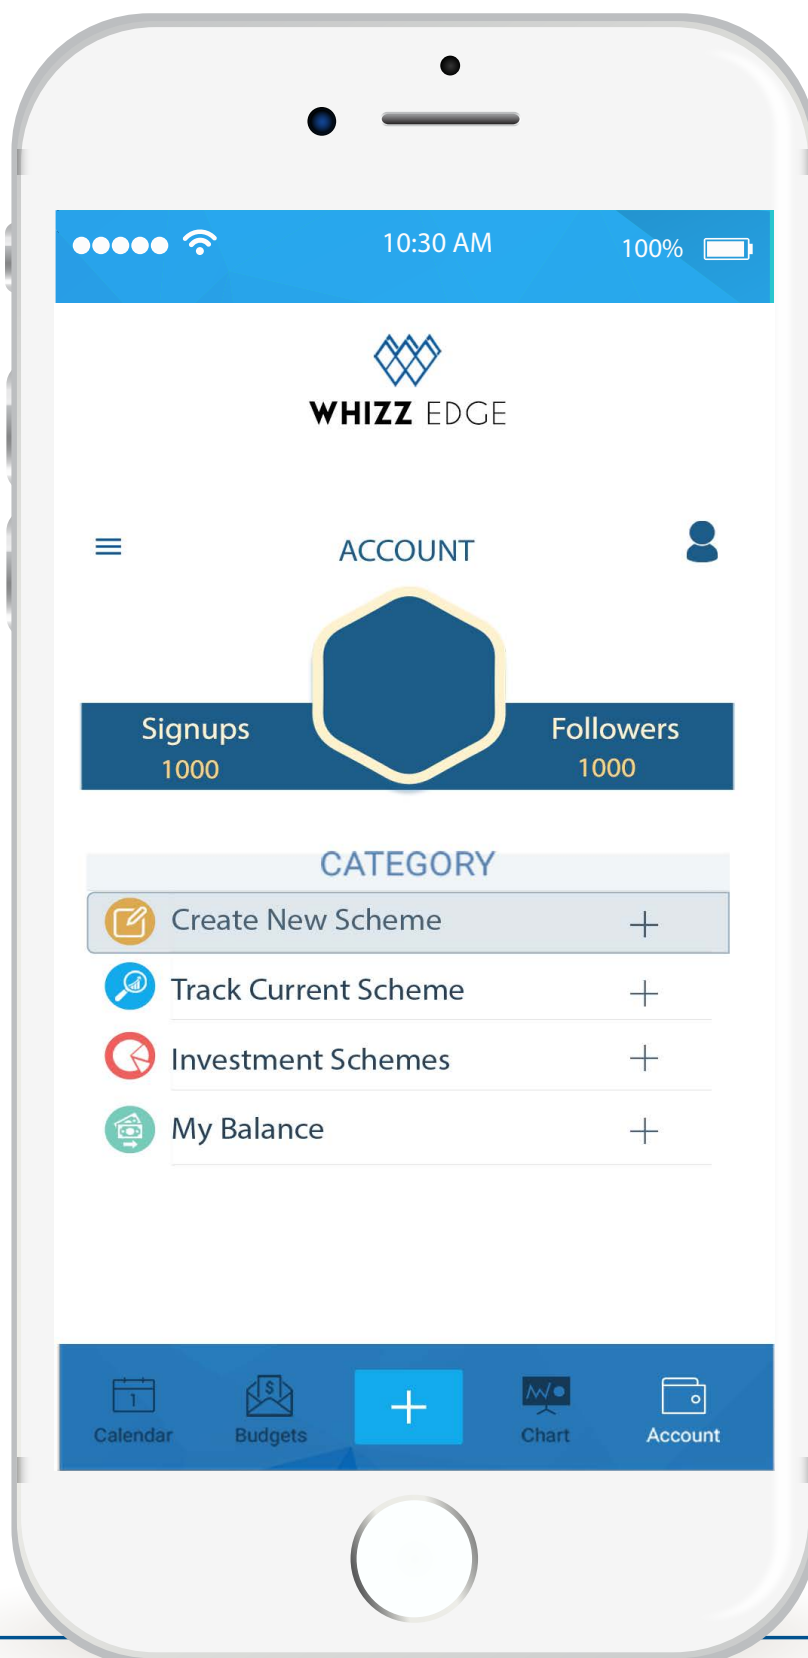 10:30 AM 100%
WHIZZ EDGE
ACCOUNT
Signups Followers
1000 1000
CATEGORY
Create New Scheme
Track Current Scheme
Investment Schemes
My Balance
1 $
Calendar Budgets Chart Account